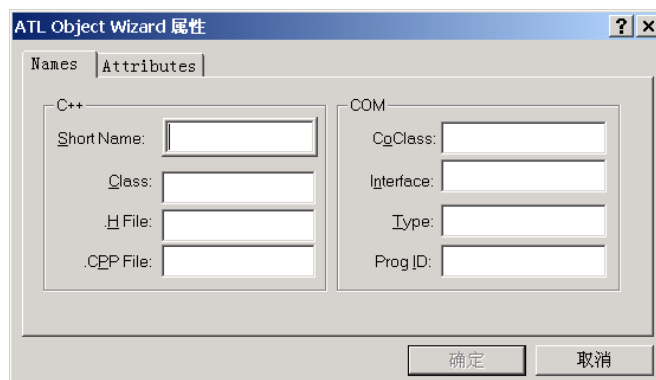 ATL Object Wizard 属性
Names Attributes
C++
Short Name:
Class:
.H File:
.CPP File:
COM
CoClass:
Interface:
Type:
Prog ID:
确定 取消